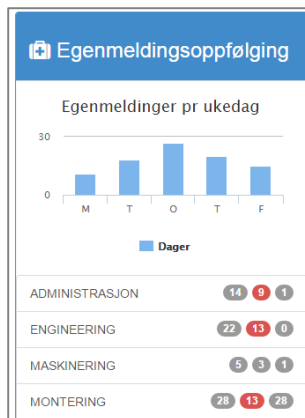 Egenmeldingsoppfølging
Egenmeldinger pr ukedag
30
0
M T O T F
Dager
ADMINISTRASJON 14 9 1
ENGINEERING 22 13 0
MASKINERING 5 3 1
MONTERING 28 13 28